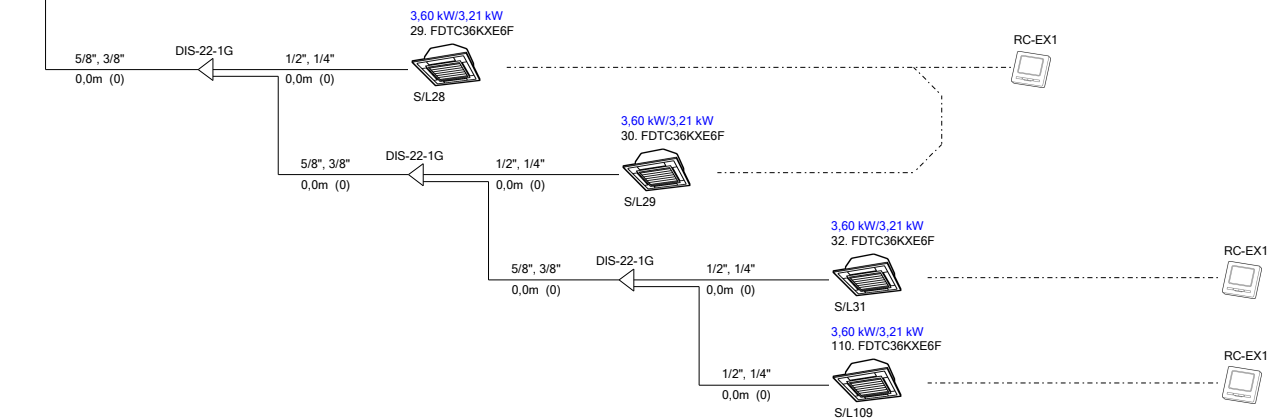 3,60 kW/3,21 kW
29. FDTC36KXE6F
RC-EX1
DIS-22-1G
5/8", 3/8"
1/2", 1/4"
0,0m (0)
0,0m (0)
S/L28
3,60 kW/3,21 kW
30. FDTC36KXE6F
DIS-22-1G
5/8", 3/8"
1/2", 1/4"
0,0m (0)
0,0m (0)
S/L29
3,60 kW/3,21 kW
32. FDTC36KXE6F
RC-EX1
DIS-22-1G
5/8", 3/8"
1/2", 1/4"
0,0m (0)
0,0m (0)
S/L31
3,60 kW/3,21 kW
110. FDTC36KXE6F
RC-EX1
1/2", 1/4"
0,0m (0)
S/L109